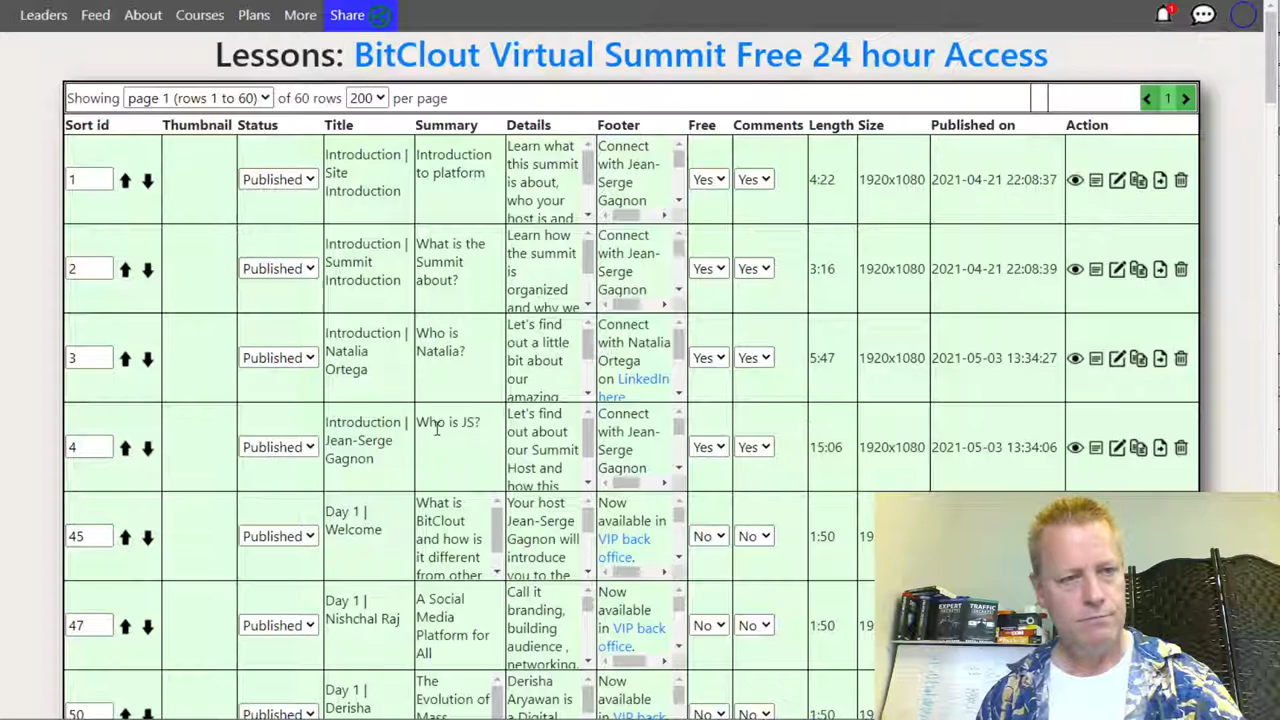 Leaders Feed About Courses Plans More Share 1
Lessons: BitClout Virtual Summit Free 24 hour Access
Showing page 1 (rows 1 to 60) of 60 rows 200 per page 1
Sort id Thumbnail Status Title Summary Details Footer Free Comments Length Size Published on Action
1 Published Introduction | Site Introduction Introduction to platform Learn what this summit is about, who your host is and Connect with Jean-Serge Gagnon Yes Yes 4:22 1920x1080 2021-04-21 22:08:37
2 Published Introduction | Summit Introduction What is the Summit about? Learn how the summit is organized and why we Connect with Jean-Serge Gagnon Yes Yes 3:16 1920x1080 2021-04-21 22:08:39
3 Published Introduction | Natalia Ortega Who is Natalia? Let's find out a little bit about our amazing Connect with Natalia Ortega on LinkedIn here. Yes Yes 5:47 1920x1080 2021-05-03 13:34:27
4 Published Introduction | Jean-Serge Gagnon Who is JS? Let's find out about our Summit Host and how this Connect with Jean-Serge Gagnon Yes Yes 15:06 1920x1080 2021-05-03 13:34:06
45 Published Day 1 | Welcome What is BitClout and how is it different from other Your host Jean-Serge Gagnon will introduce you to the Now available in VIP back office. No No 1:50 19
47 Published Day 1 | Nishchal Raj A Social Media Platform for All Call it branding, building audience , networking, Now available in VIP back office. No No 1:50 19
50 Published Day 1 | Derisha The Evolution of Mass Derisha Aryawan is a Digital Now available in VIP back No No 1:50 19
EXPERT SECRETS TRAFFIC SECRETS